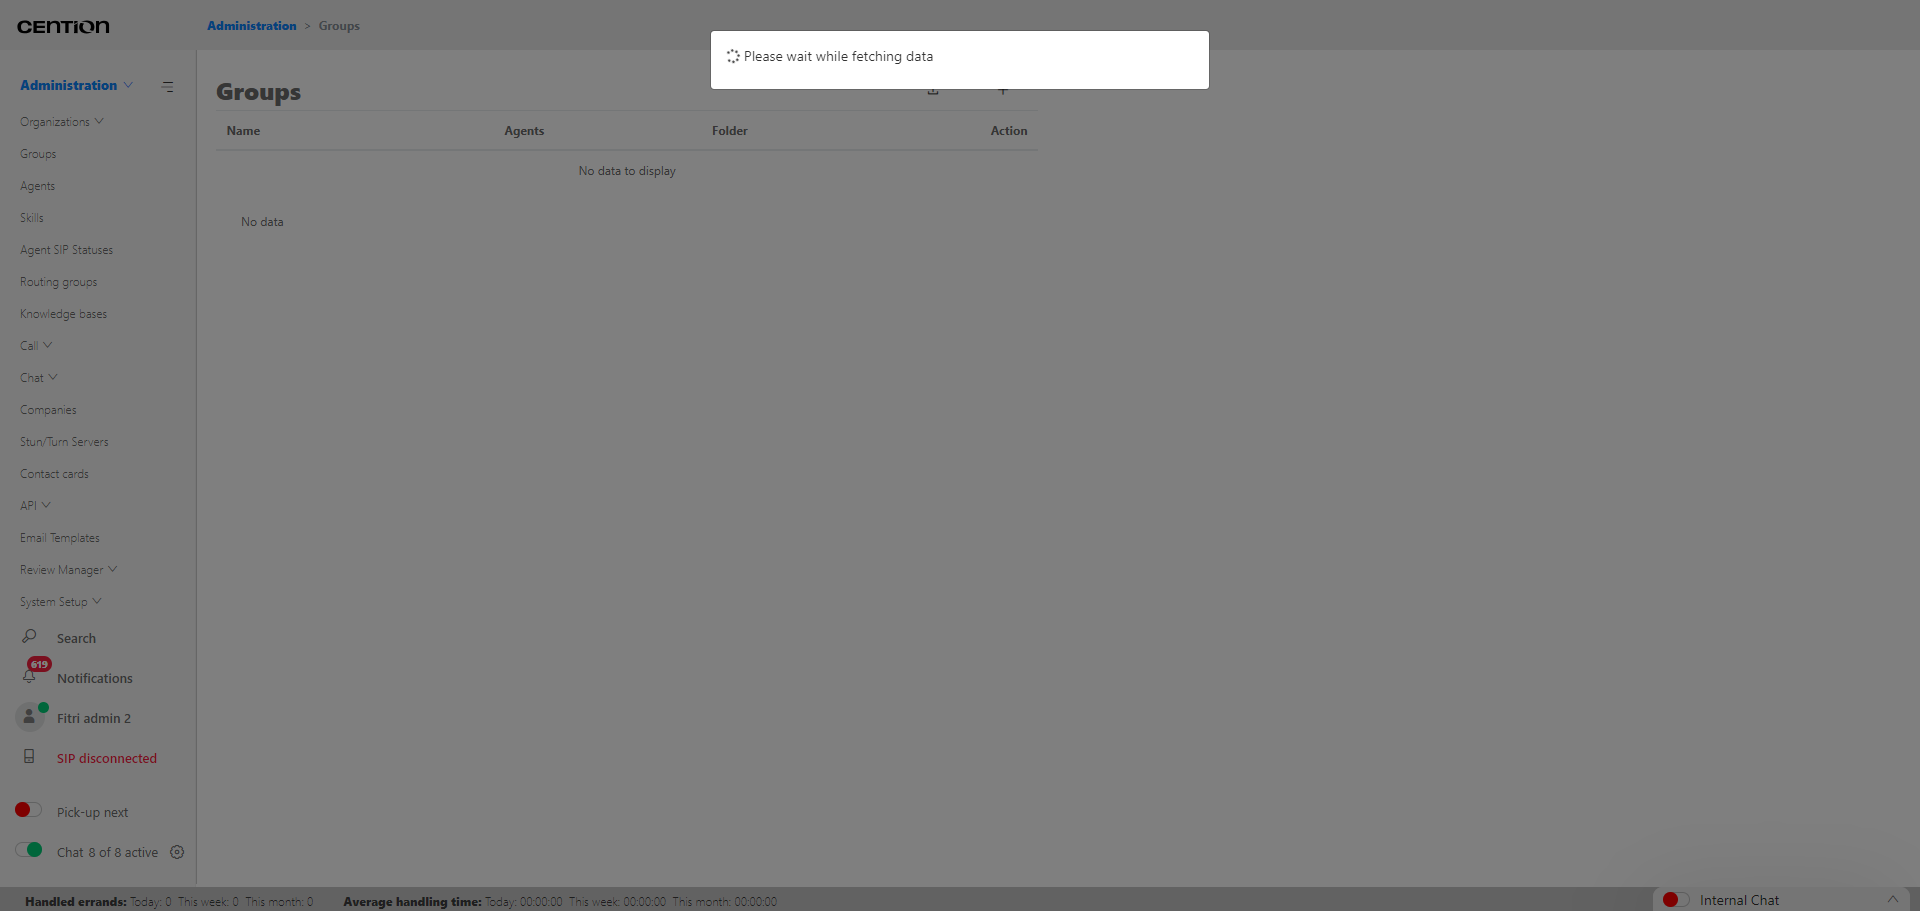 CENTION
Administration > Groups
Please wait while fetching data
Administration
Groups
Name Agents Folder Action
No data to display
No data
Organizations
Groups
Agents
Skills
Agent SIP Statuses
Routing groups
Knowledge bases
Call
Chat
Companies
Stun/Turn Servers
Contact cards
API
Email Templates
Review Manager
System Setup
Search
619
Notifications
Fitri admin 2
SIP disconnected
Pick-up next
Chat 8 of 8 active
Handled errands: Today: 0 This week: 0 This month: 0 Average handling time: Today: 00:00:00 This week: 00:00:00 This month: 00:00:00
Internal Chat